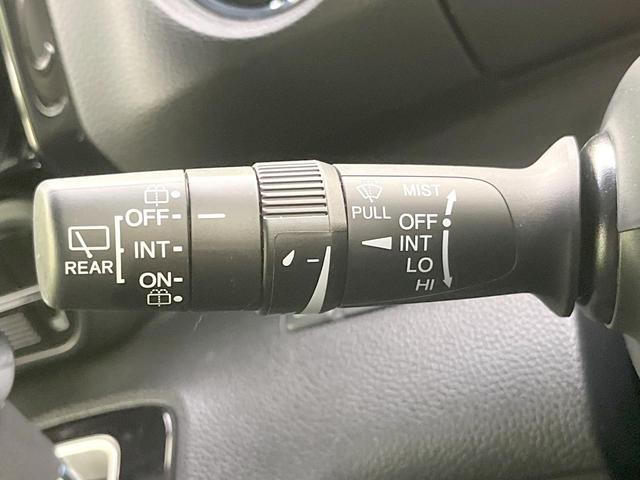 REAR
OFF
INT
ON
PULL
MIST
OFF
INT
LO
HI